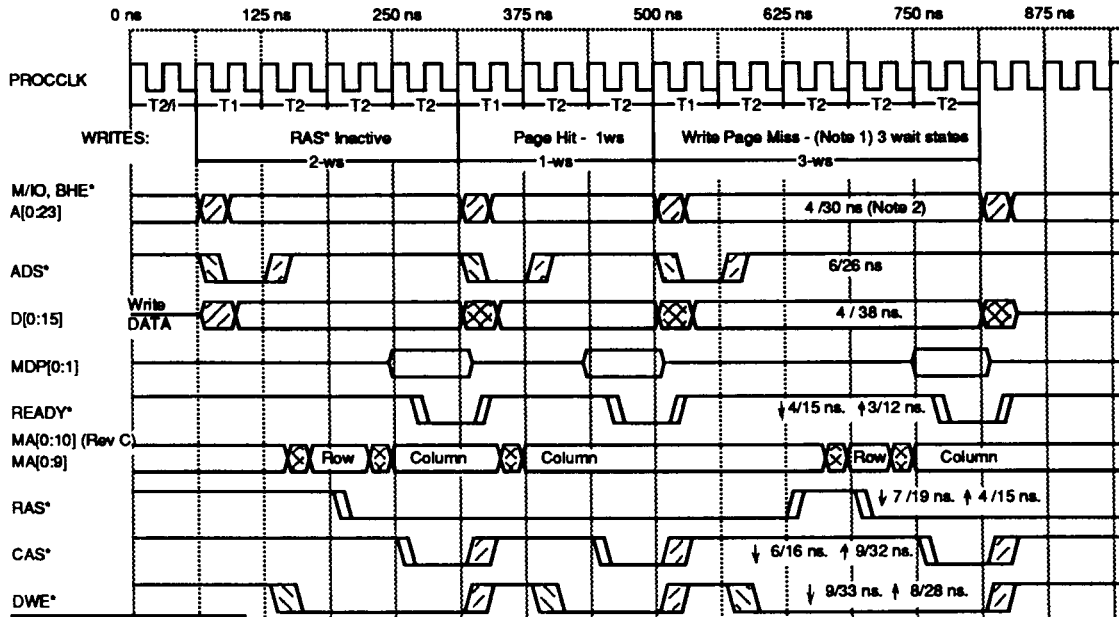 0 ns 125 ns 250 ns 375 ns 500 ns 625 ns 750 ns 875 ns
PROCCLK
T2/i T1 T2 T2 T2 T1 T2 T2 T1 T2 T2 T2 T2
WRITES: RAS* Inactive Page Hit - 1ws Write Page Miss - (Note 1) 3 wait states
2-ws 1-ws 3-ws
M/IO, BHE*
A[0:23] 4 /30 ns (Note 2)
ADS* 6/26 ns
Write
D[0:15] DATA 4 / 38 ns.
MDP[0:1]
READY* ↓4/15 ns. ↑3/12 ns.
MA[0:10] (Rev C)
MA[0:9] Row Column Column Row Column
RAS* ↓ 7 /19 ns. ↑ 4 /15 ns.
CAS* ↓ 6/16 ns. ↑ 9/32 ns.
DWE* ↓ 9/33 ns. ↑ 8/28 ns.